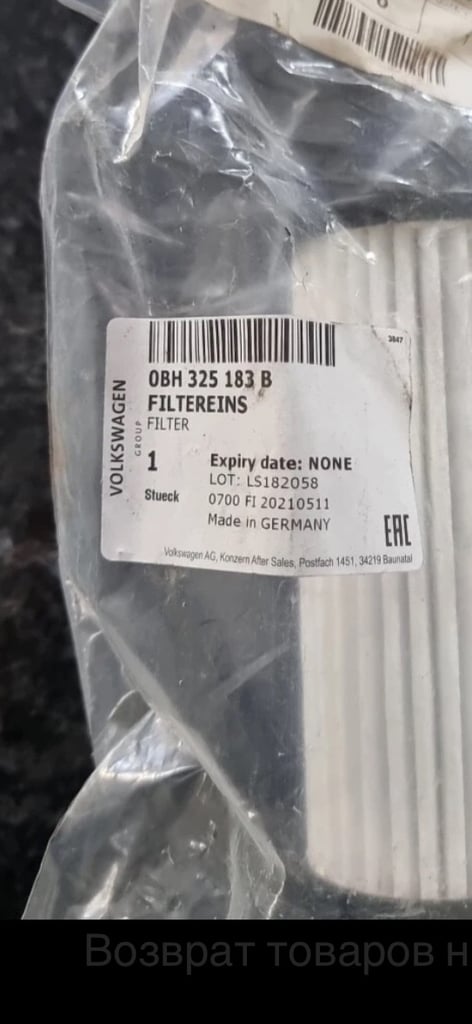 3847
0BH 325 183 B
FILTEREINS
FILTER
VOLKSWAGEN
GROUP
1
Stueck
Expiry date: NONE
LOT: LS182058
0700 FI 20210511
Made in GERMANY
EAC
Volkswagen AG, Konzern After Sales, Postfach 1451, 34219 Baunatal
Возврат товаров н